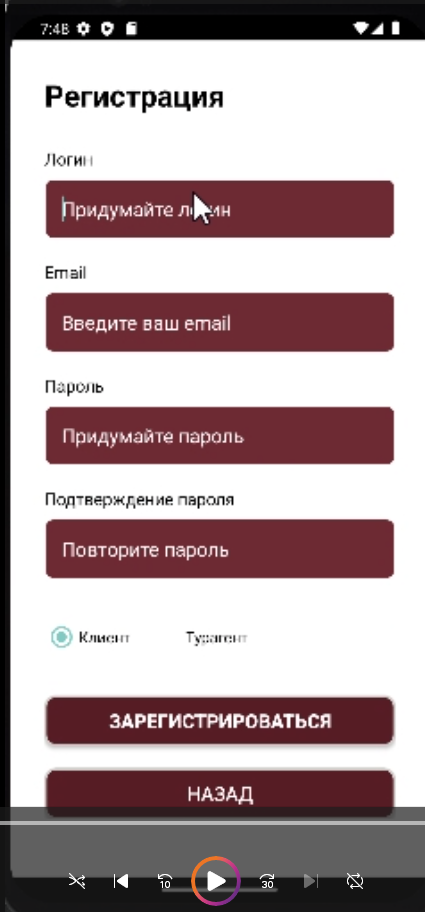 7:48
Регистрация
Логин
Придумайте логин
Email
Введите ваш email
Пароль
Придумайте пароль
Подтверждение пароля
Повторите пароль
Клиент Турагент
ЗАРЕГИСТРИРОВАТЬСЯ
НАЗАД
10 30